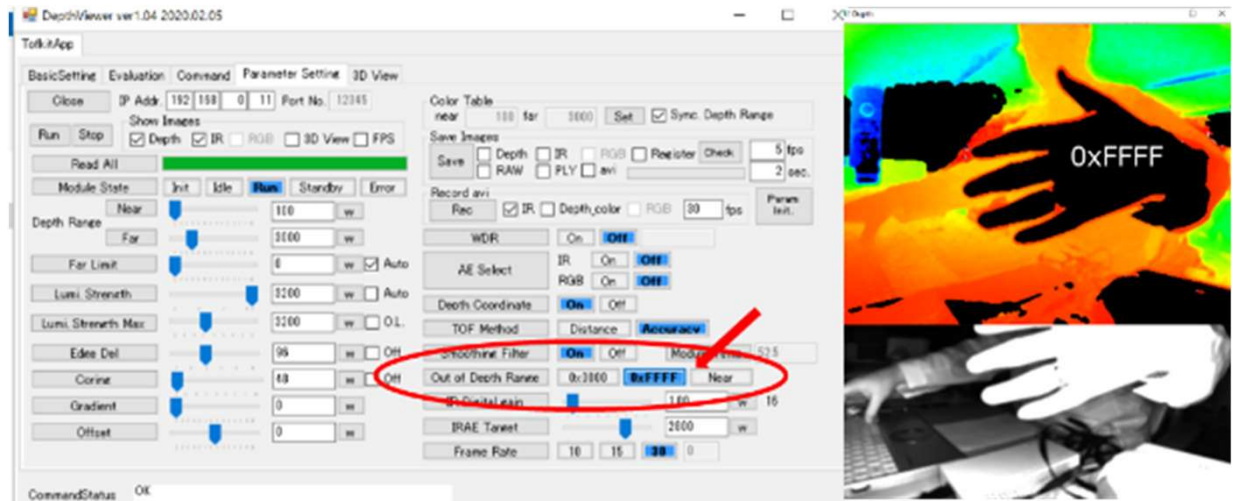 DepthViewer ver1.04 2020.02.05
TofkitApp
BasicSetting Evaluation Command Parameter Setting 3D View
Close IP Addr. 192 168 0 11 Port No. 12345
Show Images
Run Stop Depth IR RGB 3D View FPS
Read All
Module State Init Idle Run Standby Error
Depth Range
Near 100 w
Far 3000 w
Far Limit 0 w Auto
Lumi. Strength 3200 w Auto
Lumi. Strength Max 3200 w O.L.
Edge Del 96 w Off
Coring 48 w Off
Gradient 0 w
Offset 0 w
Color Table
near 100 far 3000 Set Sync. Depth Range
Save Images
Save Depth IR RGB Register Check 5 fps
RAW PLY avi 2 sec.
Record avi
Rec IR Depth_color RGB 30 fps
Param Init.
WDR On Off
AE Select
IR On Off
RGB On Off
Depth Coordinate On Off
TOF Method Distance Accuracy
Smoothing Filter On Off 52.5
Out of Depth Range 0x3000 0xFFFF Near
IR Digital gain 1.00 w 16
IRAE Target 2000 w
Frame Rate 10 15 30 0
CommandStatus OK
Depth
0xFFFF